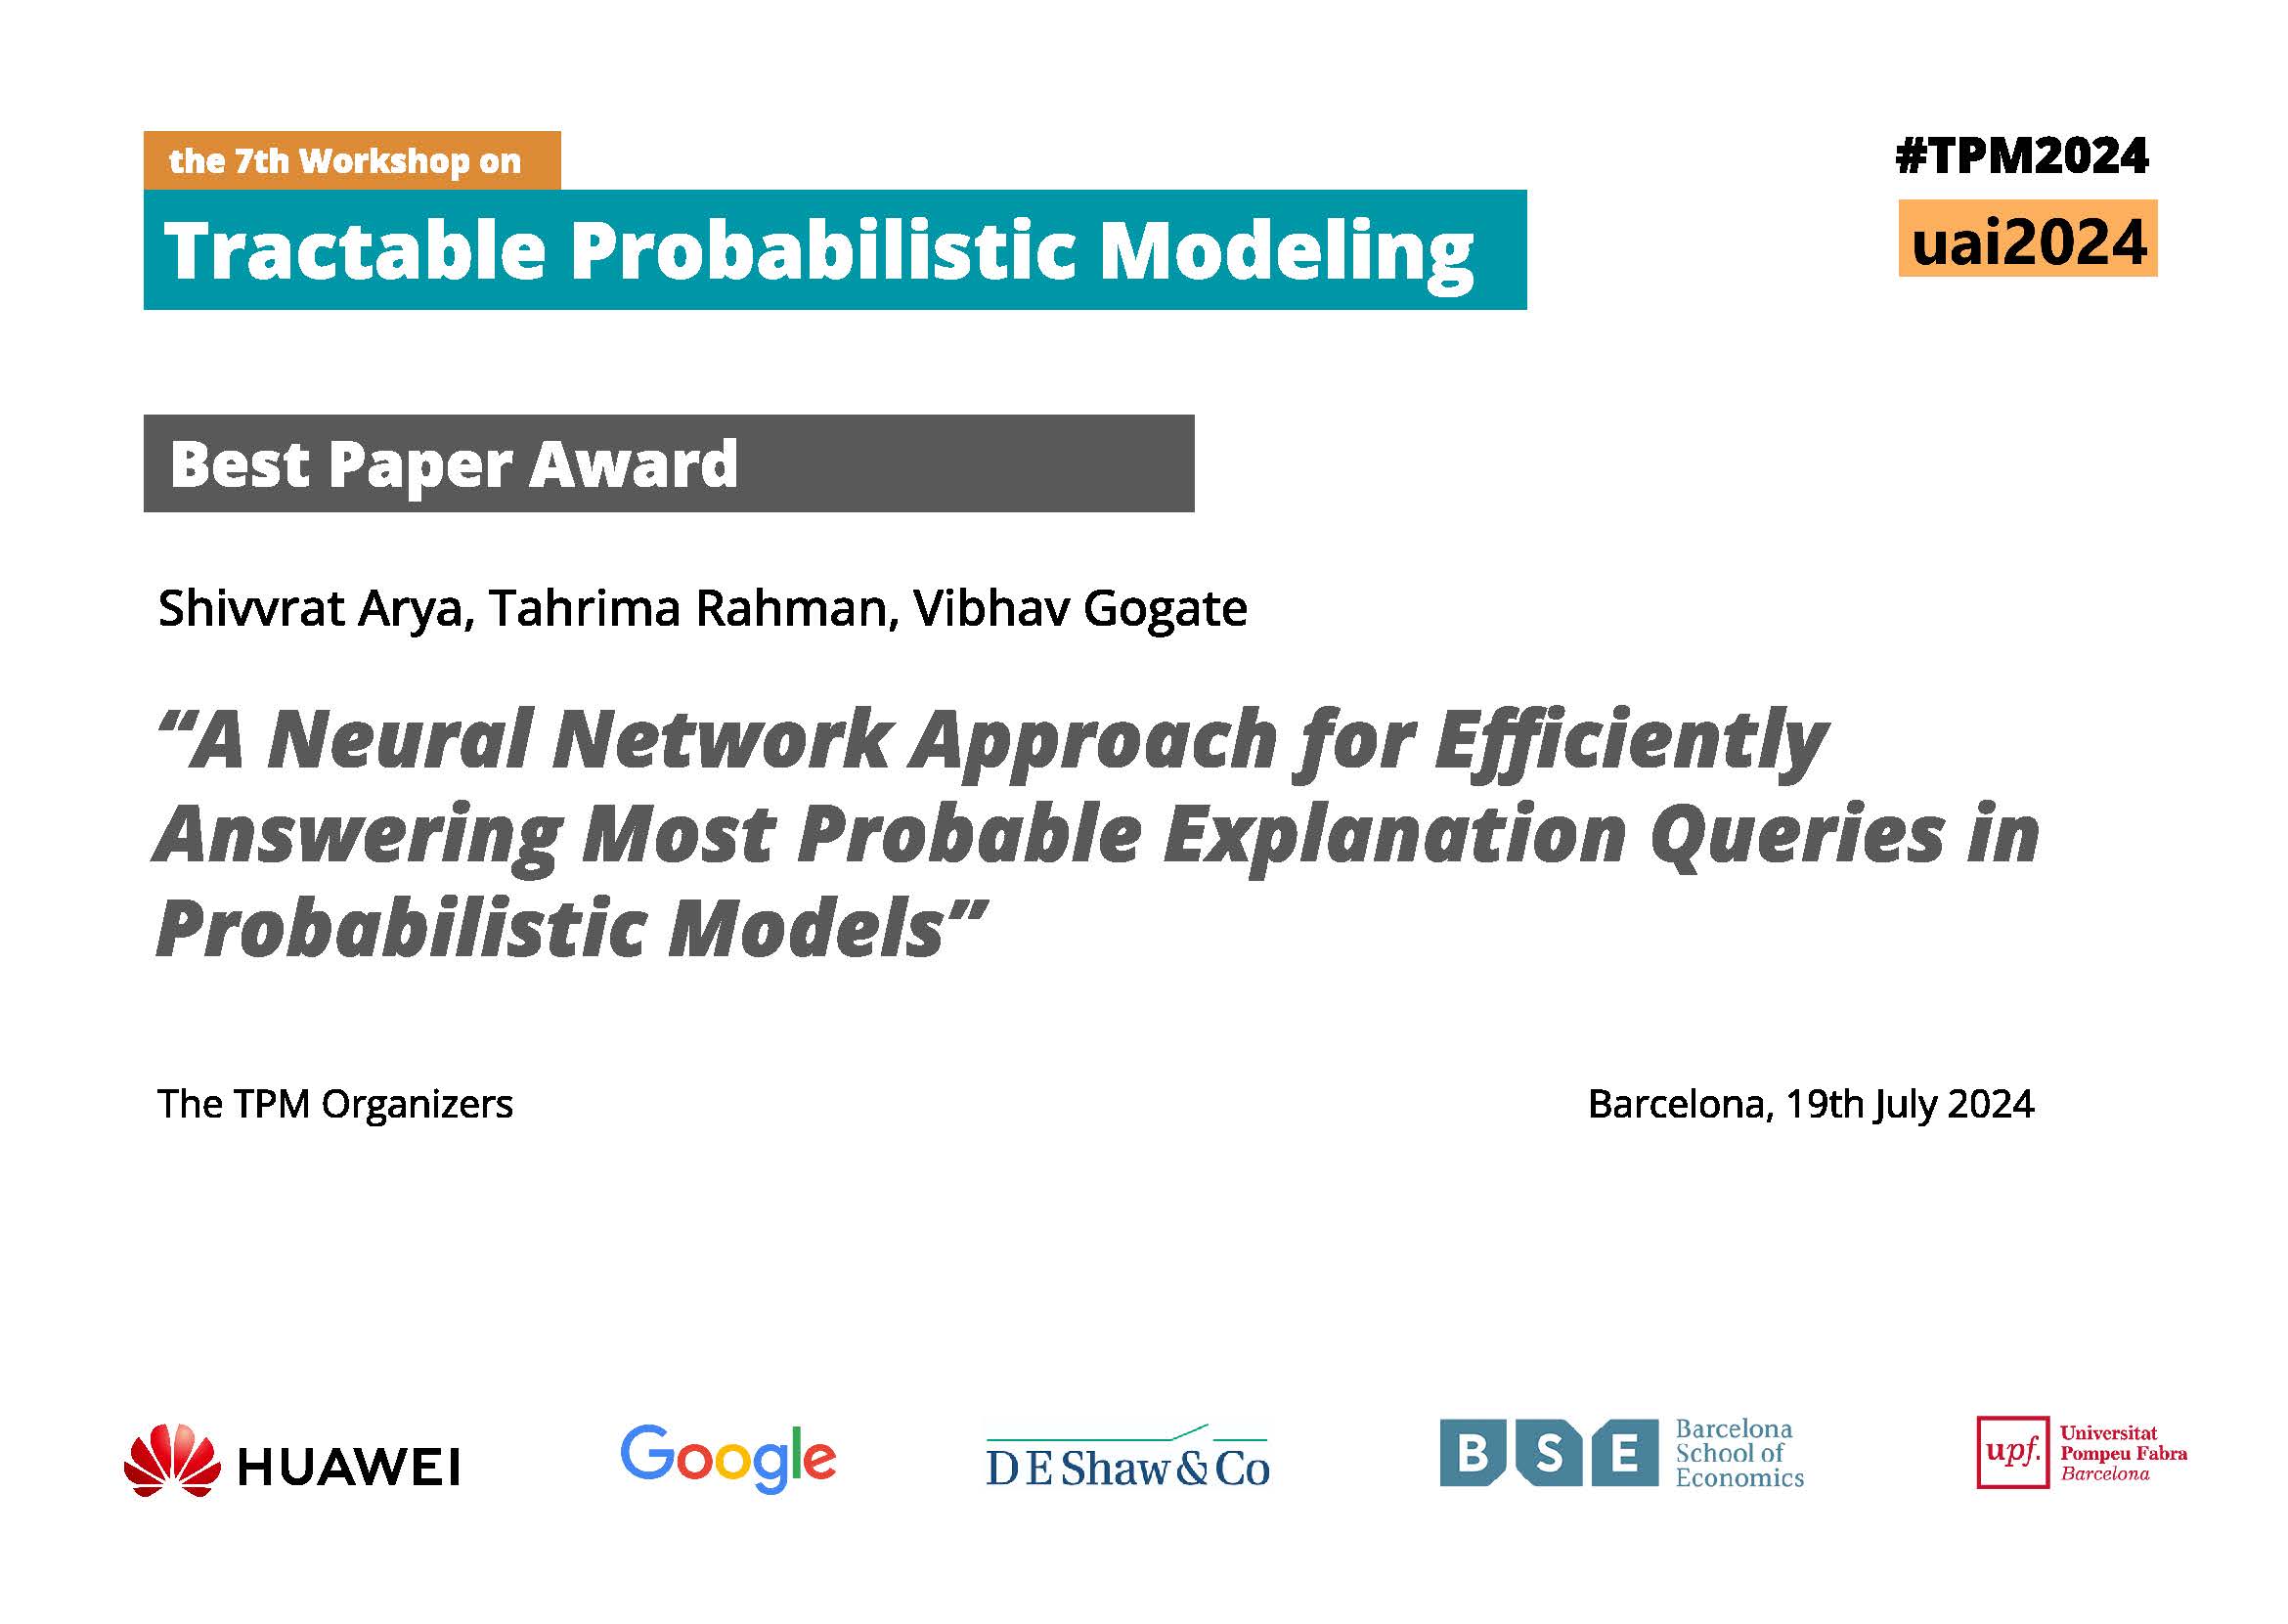 the 7th Workshop on
#TPM2024
Tractable Probabilistic Modeling
uai2024
Best Paper Award
Shivvrat Arya, Tahrima Rahman, Vibhav Gogate
“A Neural Network Approach for Efficiently
Answering Most Probable Explanation Queries in
Probabilistic Models”
The TPM Organizers
Barcelona, 19th July 2024
HUAWEI
Google
D E Shaw & Co
B S E
Barcelona
School of
Economics
upf.
Universitat
Pompeu Fabra
Barcelona